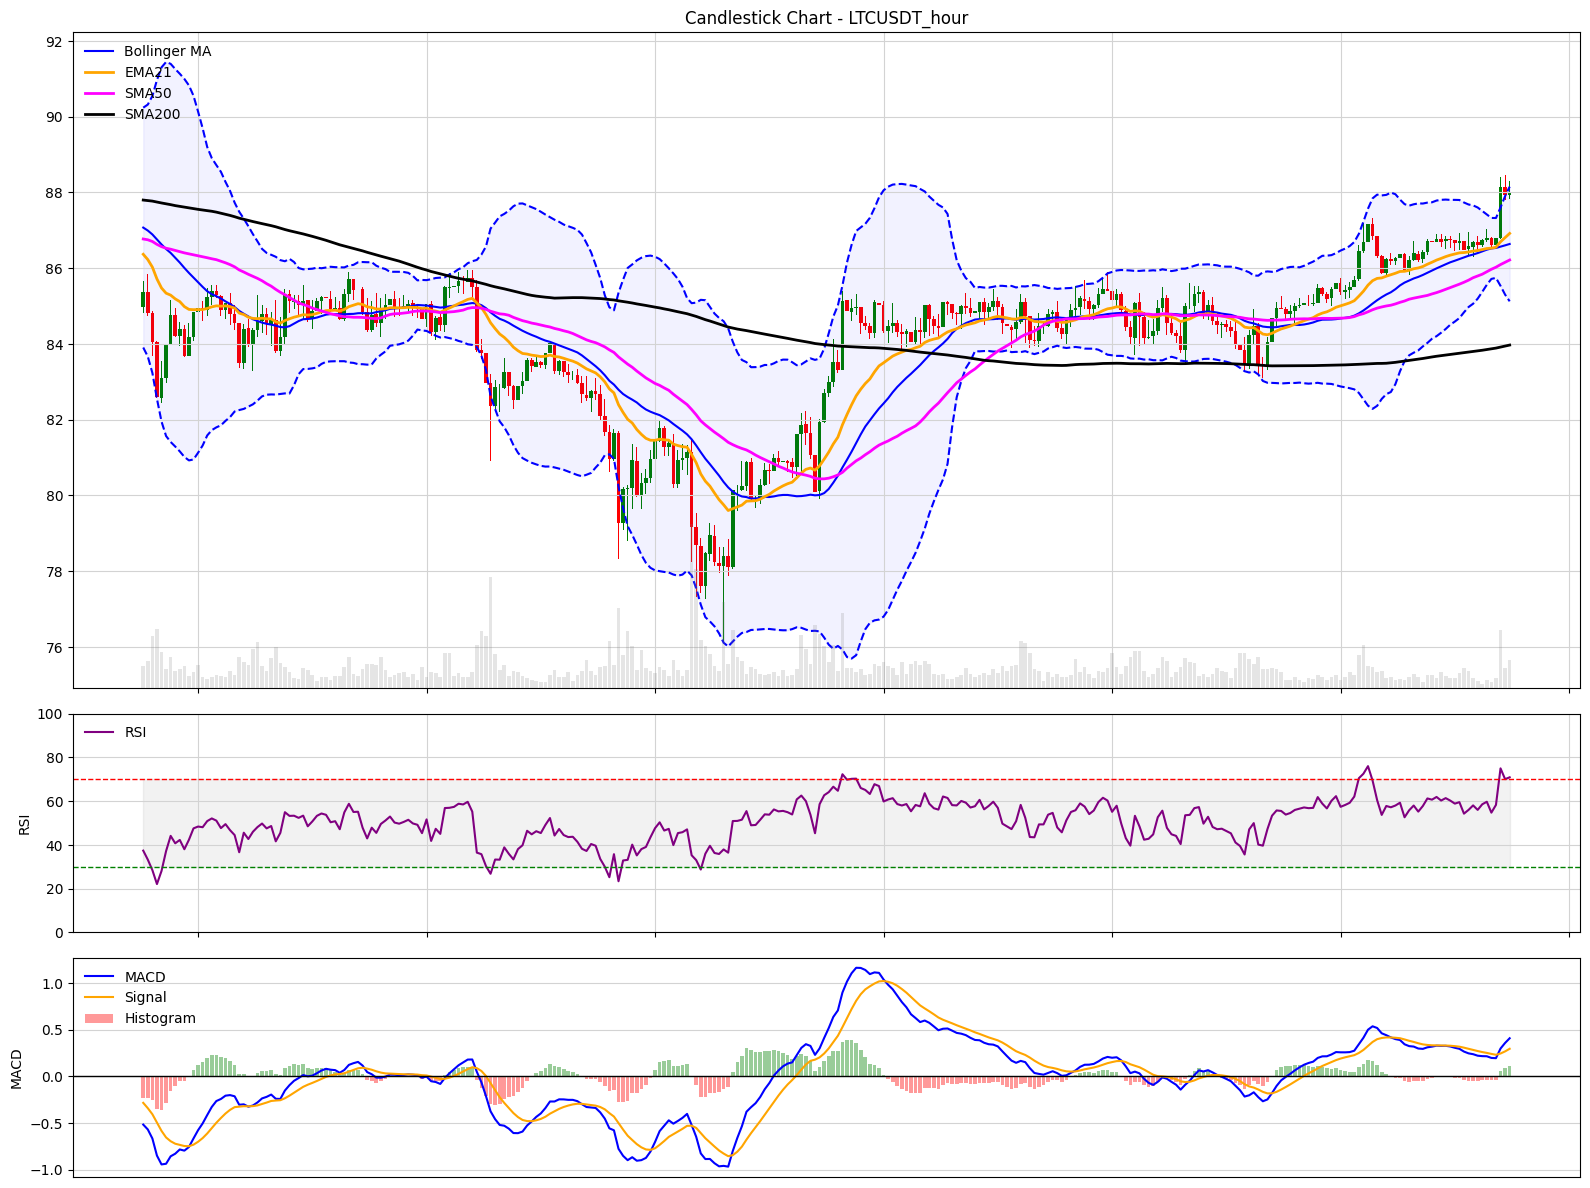 Candlestick Chart - LTCUSDT_hour
92
90
88
86
84
82
80
78
76
Bollinger MA
EMA21
SMA50
SMA200
100
80
60
40
20
0
RSI
RSI
1.0
0.5
0.0
−0.5
−1.0
MACD
MACD
Signal
Histogram